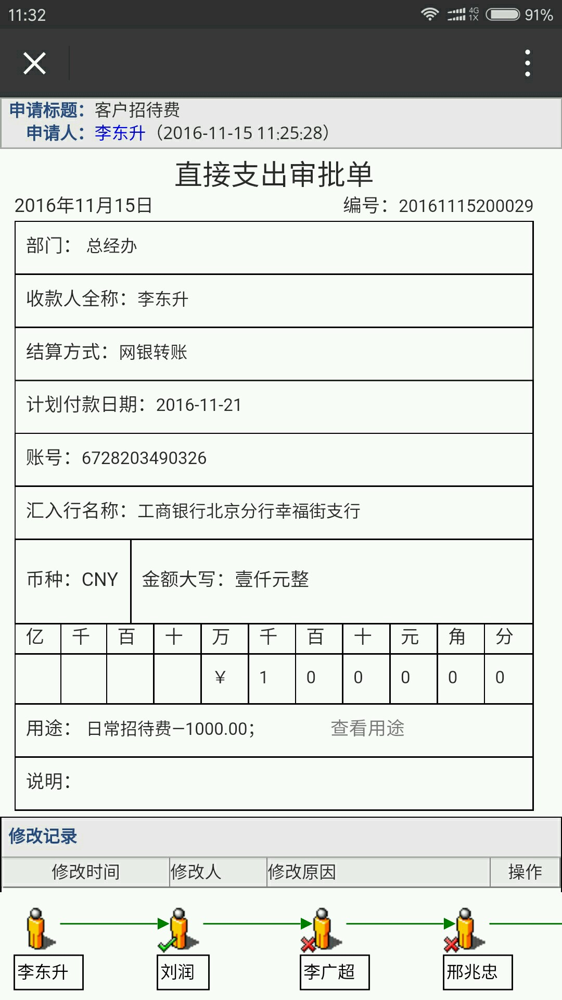 11:32
4G
1X
91%
申请标题：客户招待费
申请人：李东升（2016-11-15 11:25:28）
直接支出审批单
2016年11月15日
编号：20161115200029
部门： 总经办
收款人全称：李东升
结算方式：网银转账
计划付款日期：2016-11-21
账号：6728203490326
汇入行名称：工商银行北京分行幸福街支行
币种：CNY 金额大写：壹仟元整
亿 千 百 十 万 千 百 十 元 角 分
¥ 1 0 0 0 0 0
用途： 日常招待费—1000.00； 查看用途
说明：
修改记录
修改时间 修改人 修改原因 操作
李东升 刘润 李广超 邢兆忠